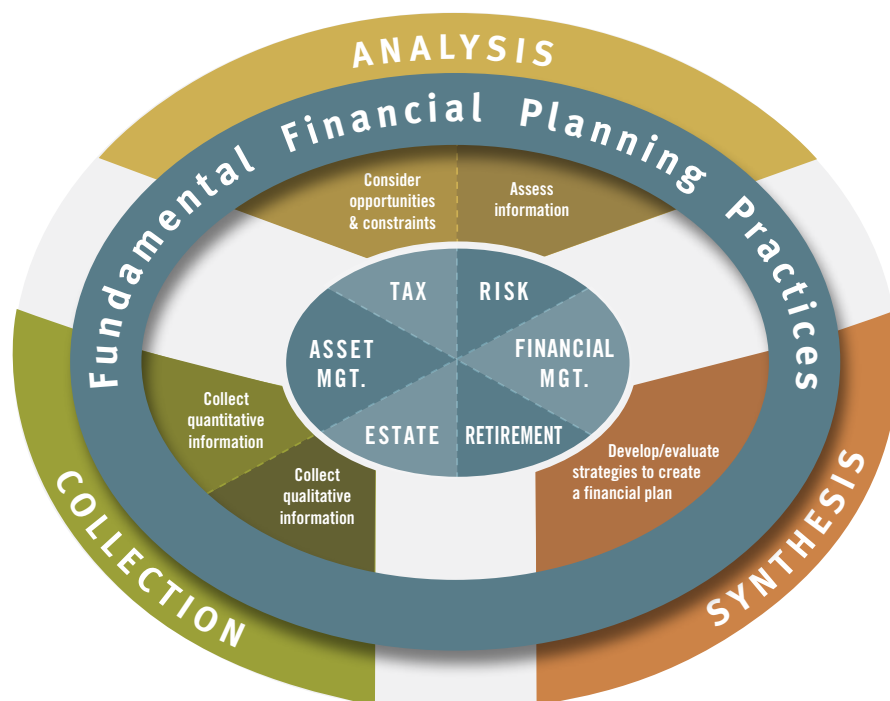 ANALYSIS
Fundamental Financial Planning Practices
Consider
opportunities
& constraints
Assess
information
TAX
RISK
ASSET
MGT.
FINANCIAL
MGT.
ESTATE
RETIREMENT
Collect
quantitative
information
Collect
qualitative
information
Develop/evaluate
strategies to create
a financial plan
COLLECTION
SYNTHESIS